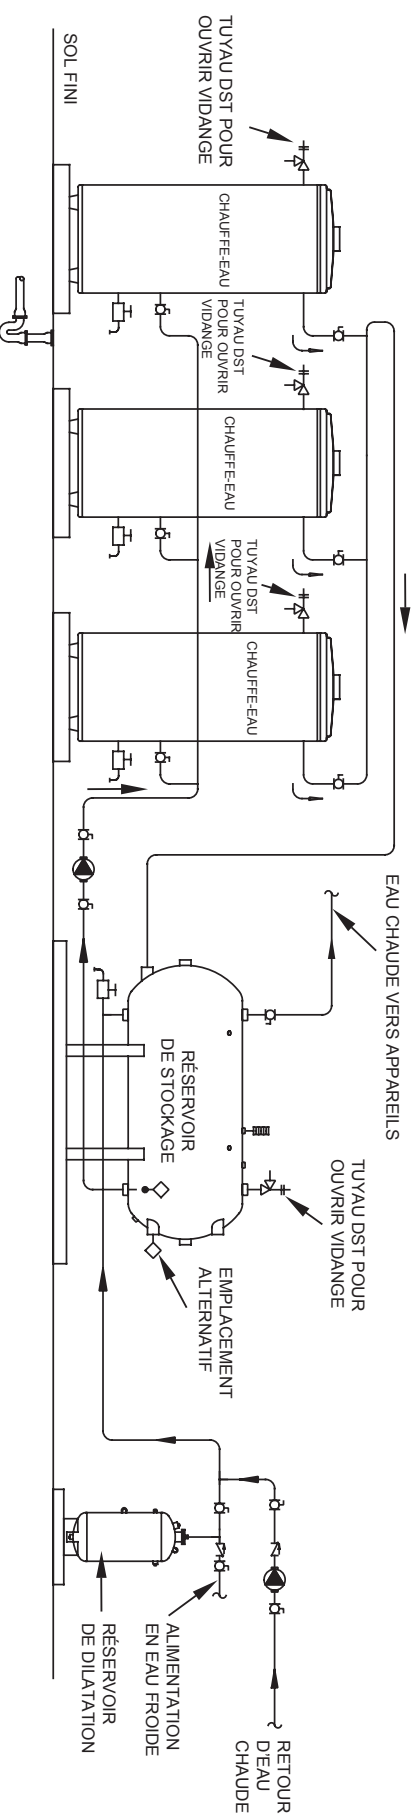 SOL FINI
TUYAU DST POUR
OUVRIR VIDANGE
CHAUFFE-EAU
TUYAU DST
POUR OUVRIR
VIDANGE
CHAUFFE-EAU
TUYAU DST
POUR OUVRIR
VIDANGE
CHAUFFE-EAU
EAU CHAUDE VERS APPAREILS
RÉSERVOIR
DE STOCKAGE
TUYAU DST POUR
OUVRIR VIDANGE
EMPLACEMENT
ALTERNATIF
RÉSERVOIR
DE DILATATION
ALIMENTATION
EN EAU FROIDE
RETOUR
D'EAU
CHAUDE